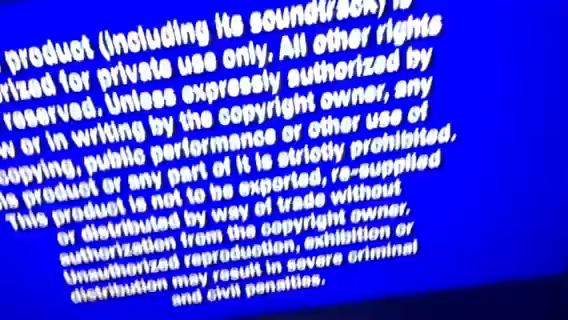 product (including its soundtrack) is
rized for private use only. All other rights
reserved. Unless expressly authorized by
w or in writing by the copyright owner, any
copying, public performance or other use of
is product or any part of it is strictly prohibited.
This product is not to be exported, re-supplied
or distributed by way of trade without
authorization from the copyright owner.
Unauthorized reproduction, exhibition or
distribution may result in severe criminal
and civil penalties.